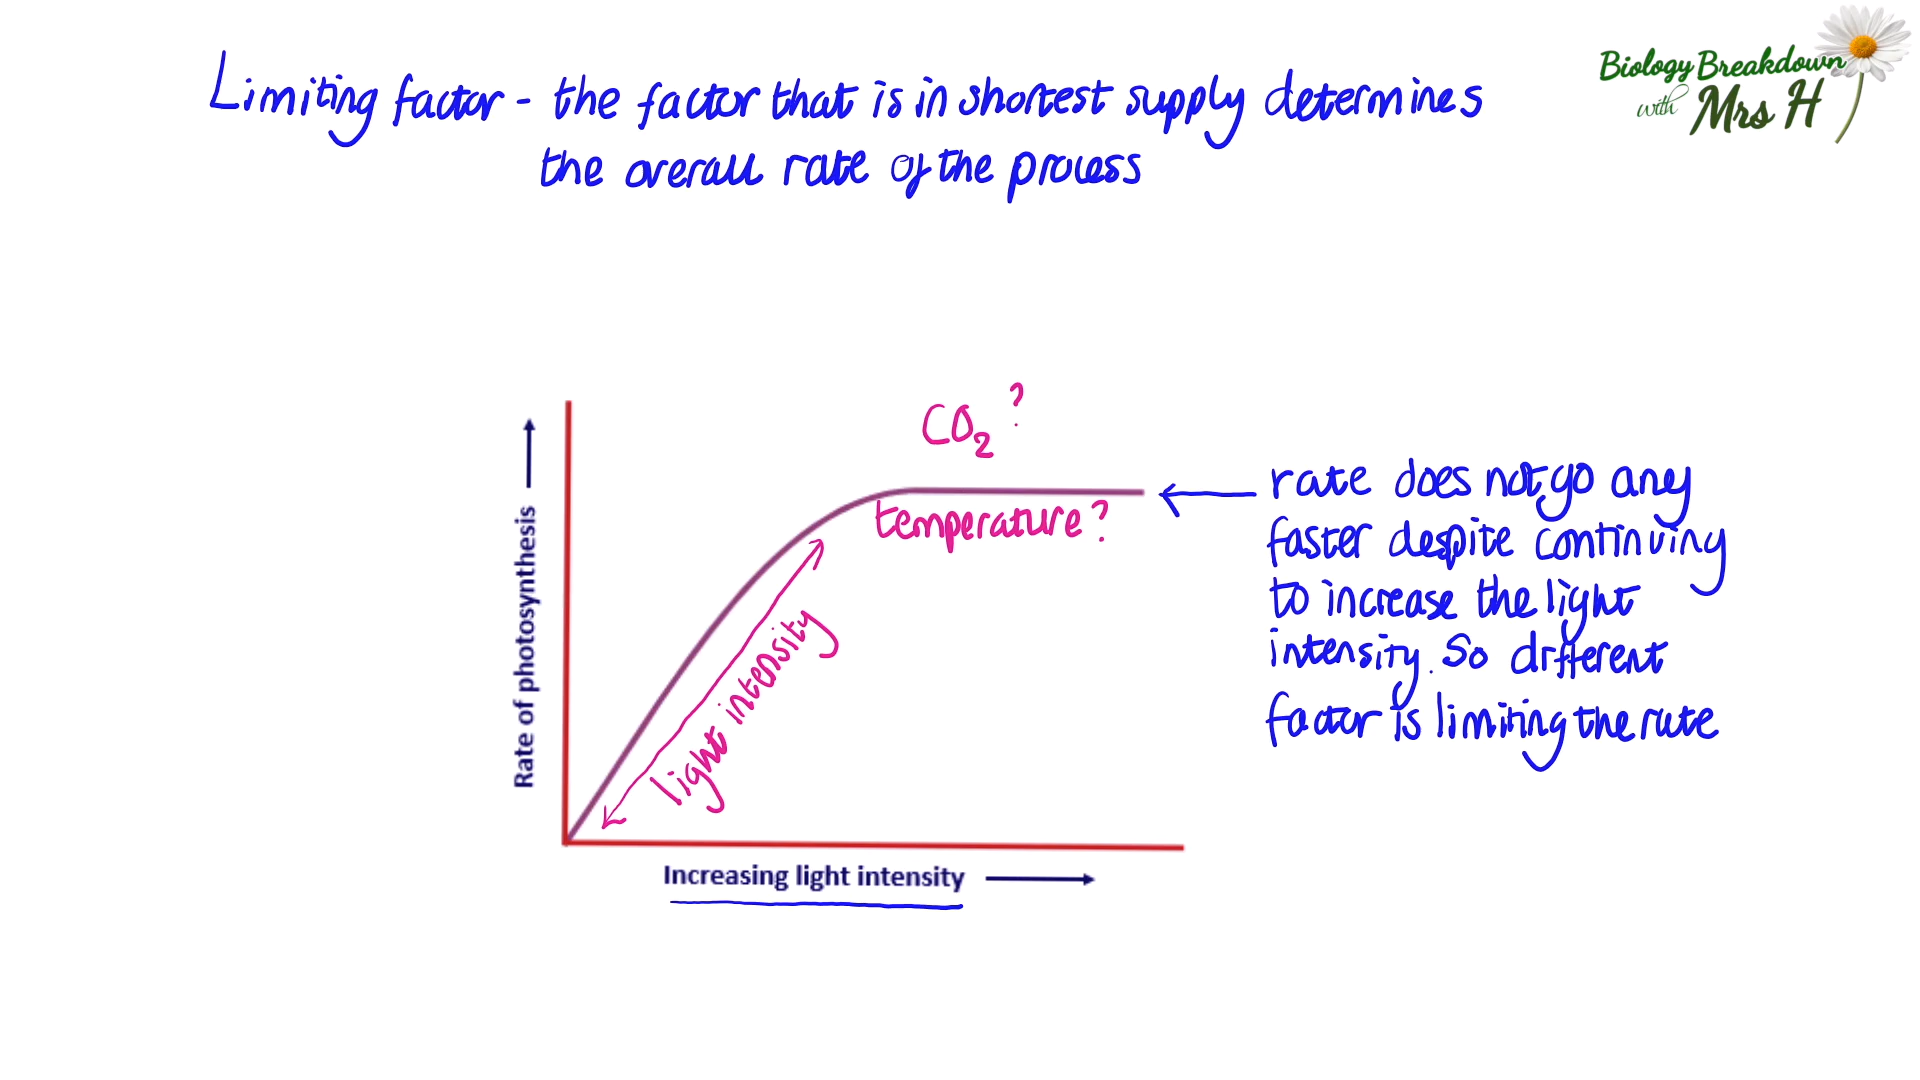 Limiting factor - the factor that is in shortest supply determines
the overall rate of the process
Biology Breakdown
with Mrs H
CO₂?
temperature?
light intensity
Rate of photosynthesis
Increasing light intensity
rate does not go any
faster despite continuing
to increase the light
intensity. So different
factor is limiting the rate